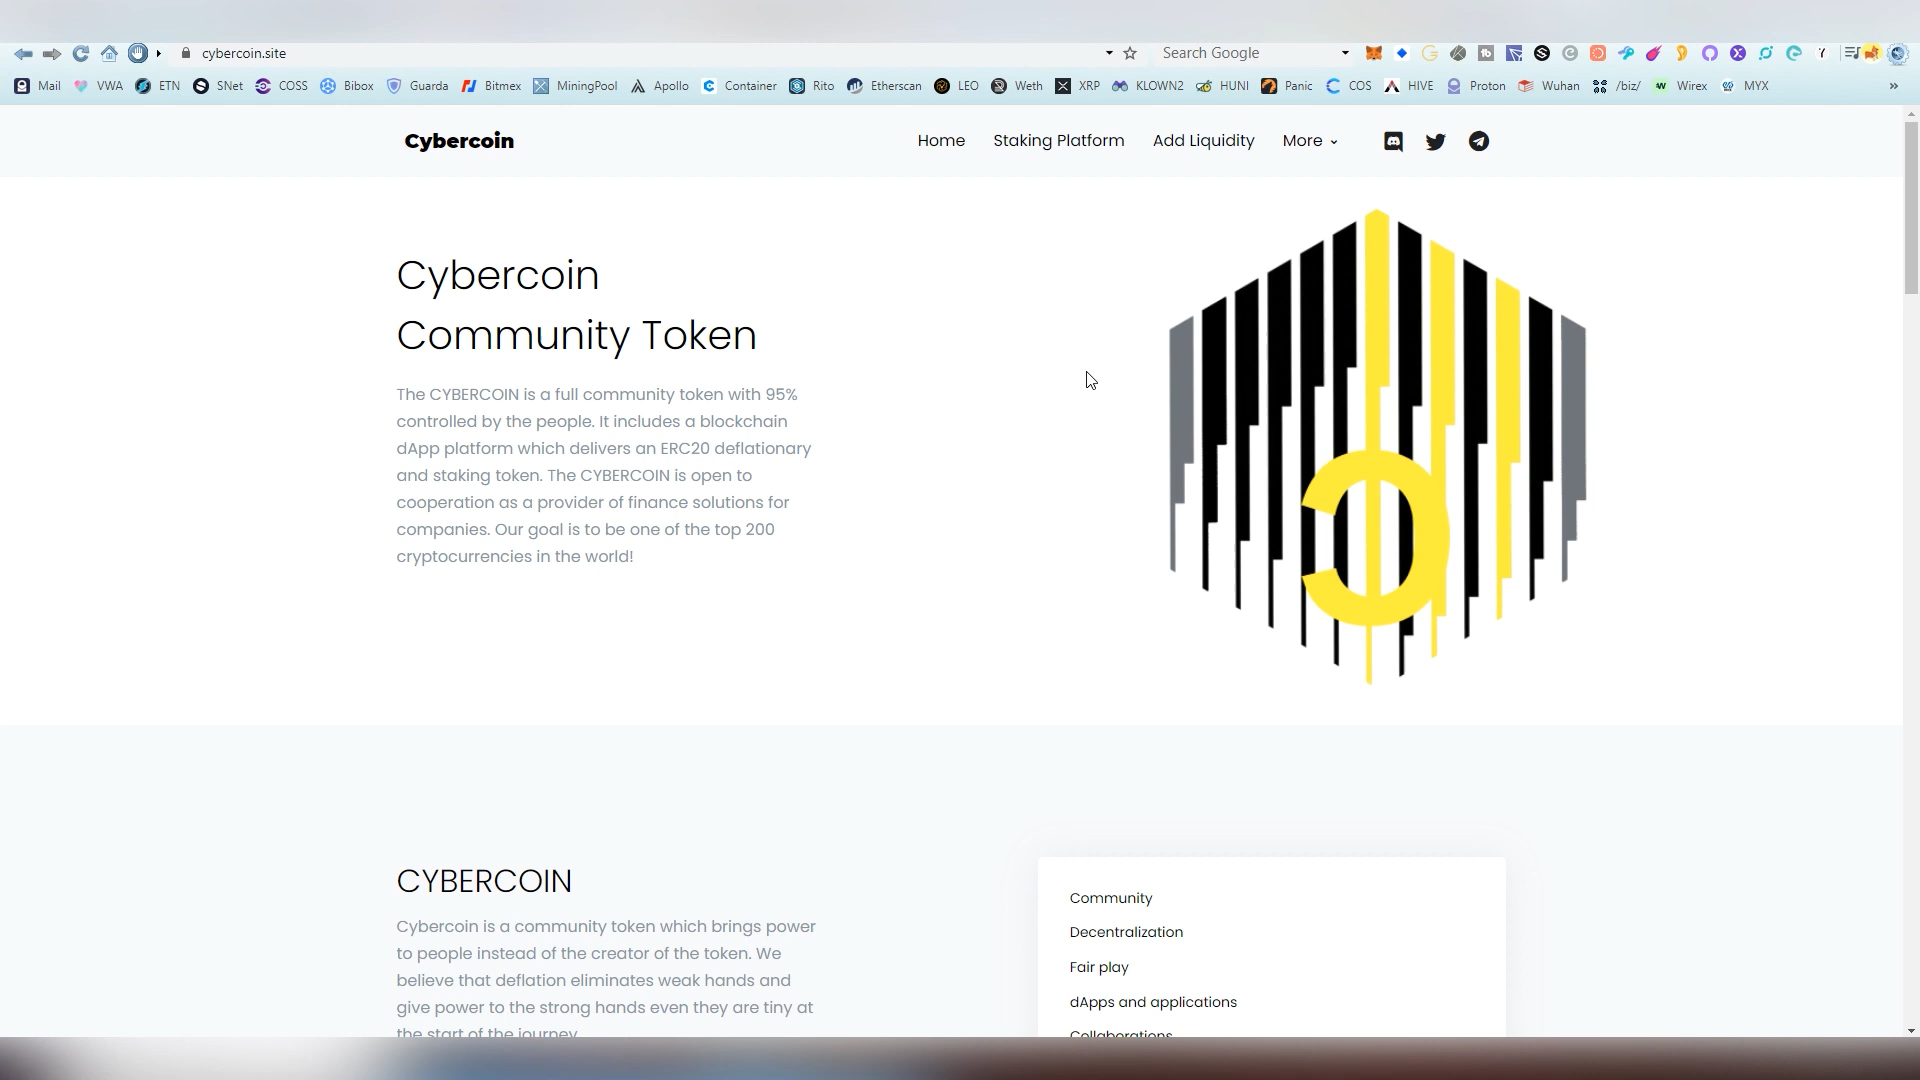 cybercoin.site
Search Google
Mail VWA ETN SNet COSS Bibox Guarda Bitmex MiningPool Apollo Container Rito Etherscan LEO Weth XRP KLOWN2 HUNI Panic COS HIVE Proton Wuhan /biz/ Wirex MYX »
Cybercoin
Home Staking Platform Add Liquidity More
Cybercoin
Community Token
The CYBERCOIN is a full community token with 95%
controlled by the people. It includes a blockchain
dApp platform which delivers an ERC20 deflationary
and staking token. The CYBERCOIN is open to
cooperation as a provider of finance solutions for
companies. Our goal is to be one of the top 200
cryptocurrencies in the world!
CYBERCOIN
Cybercoin is a community token which brings power
to people instead of the creator of the token. We
believe that deflation eliminates weak hands and
give power to the strong hands even they are tiny at
the start of the journey
Community
Decentralization
Fair play
dApps and applications
Collaborations